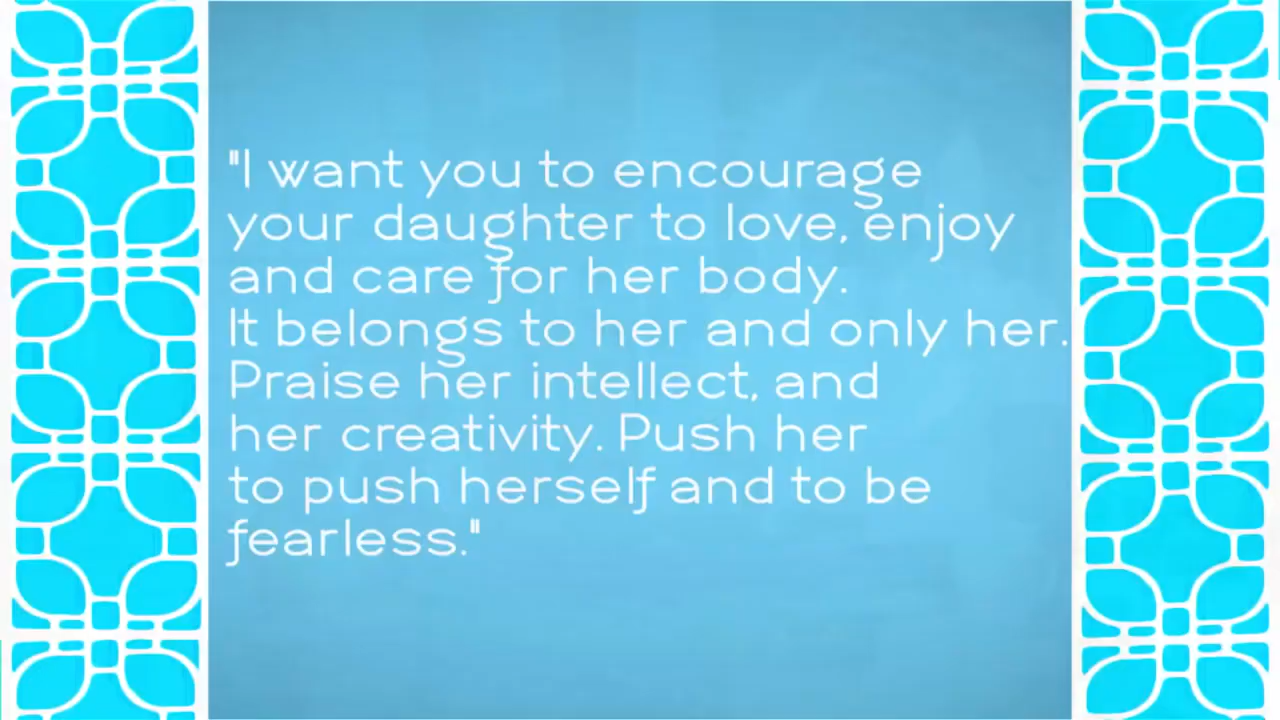 "I want you to encourage
your daughter to love, enjoy
and care for her body.
It belongs to her and only her.
Praise her intellect, and
her creativity. Push her
to push herself and to be
fearless."